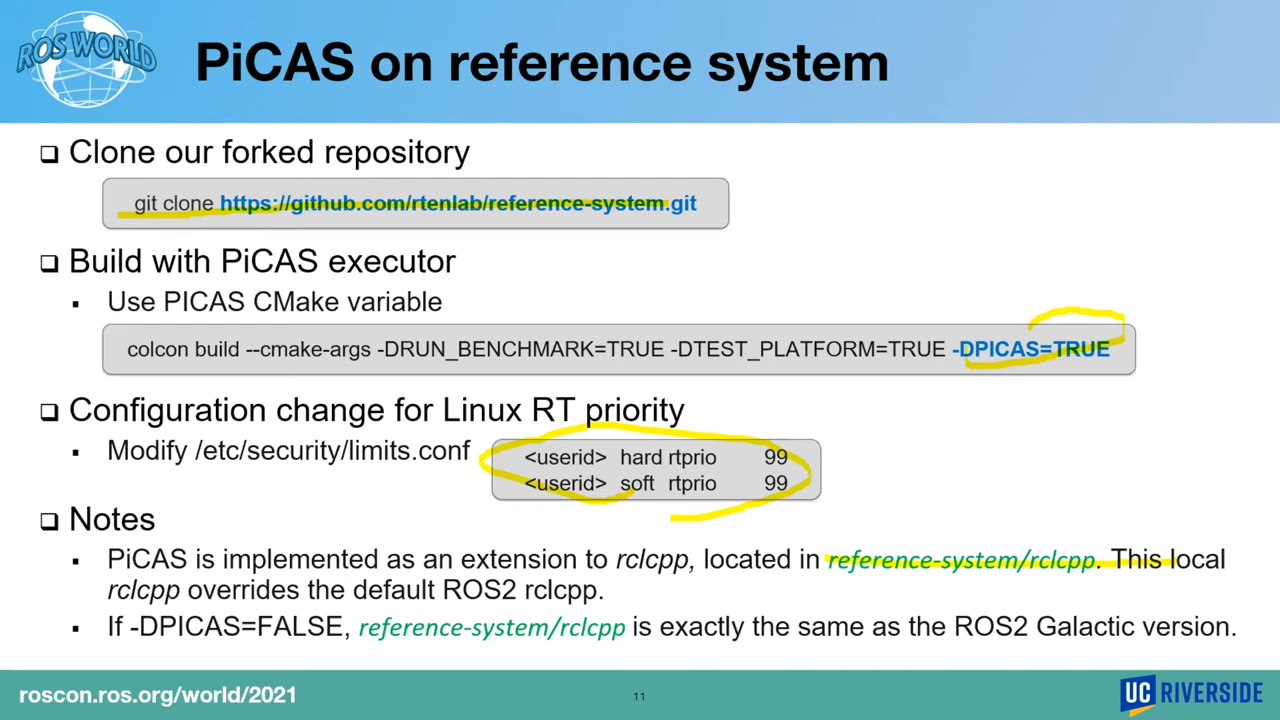 ROS WORLD
PiCAS on reference system
Clone our forked repository
git clone https://github.com/rtenlab/reference-system.git
Build with PiCAS executor
Use PICAS CMake variable
colcon build --cmake-args -DRUN_BENCHMARK=TRUE -DTEST_PLATFORM=TRUE -DPICAS=TRUE
Configuration change for Linux RT priority
Modify /etc/security/limits.conf
<userid> hard rtprio 99
<userid> soft rtprio 99
Notes
PiCAS is implemented as an extension to rclcpp, located in reference-system/rclcpp. This local
rclcpp overrides the default ROS2 rclcpp.
If -DPICAS=FALSE, reference-system/rclcpp is exactly the same as the ROS2 Galactic version.
roscon.ros.org/world/2021
11
UC RIVERSIDE